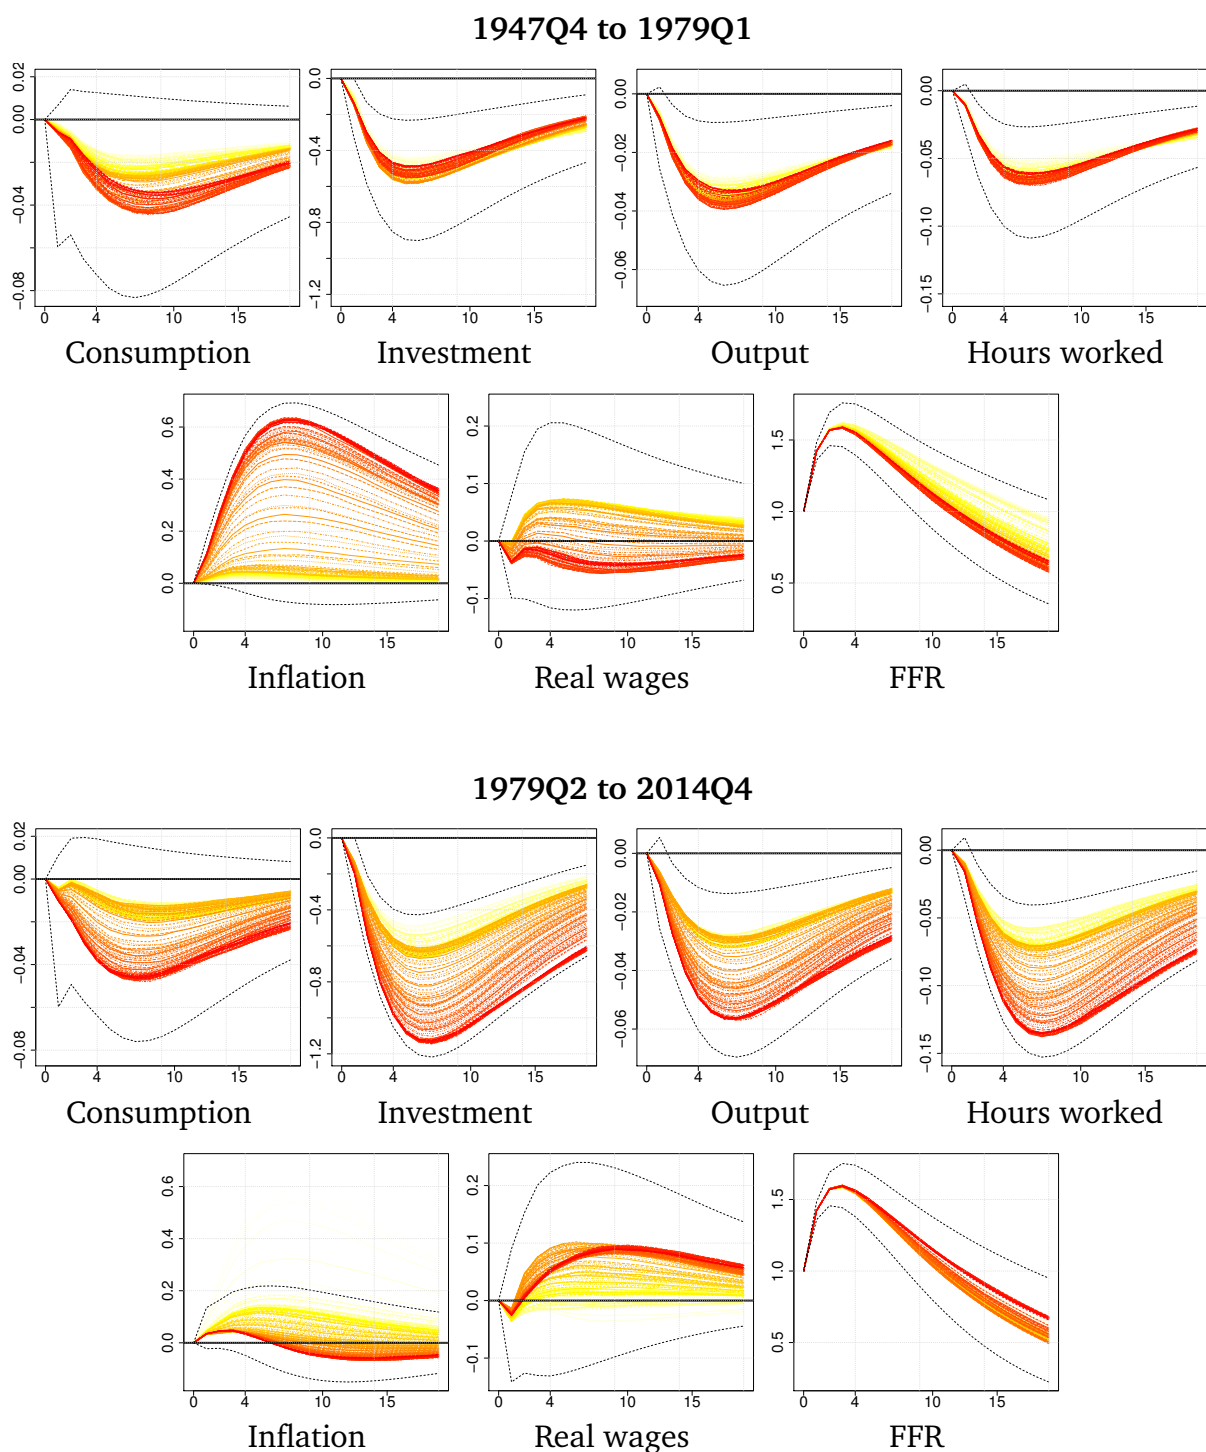 1947Q4 to 1979Q1
0.02
0.00
−0.04
−0.08
0 4 10 15
Consumption
0.0
−0.4
−0.8
−1.2
0 4 10 15
Investment
0.00
−0.02
−0.04
−0.06
0 4 10 15
Output
0.00
−0.05
−0.10
−0.15
0 4 10 15
Hours worked
0.6
0.4
0.2
0.0
0 4 10 15
Inflation
0.2
0.1
0.0
−0.1
0 4 10 15
Real wages
1.5
1.0
0.5
0 4 10 15
FFR
1979Q2 to 2014Q4
0.02
0.00
−0.04
−0.08
0 4 10 15
Consumption
0.0
−0.4
−0.8
−1.2
0 4 10 15
Investment
0.00
−0.02
−0.04
−0.06
0 4 10 15
Output
0.00
−0.05
−0.10
−0.15
0 4 10 15
Hours worked
0.6
0.4
0.2
0.0
0 4 10 15
Inflation
0.2
0.1
0.0
−0.1
0 4 10 15
Real wages
1.5
1.0
0.5
0 4 10 15
FFR